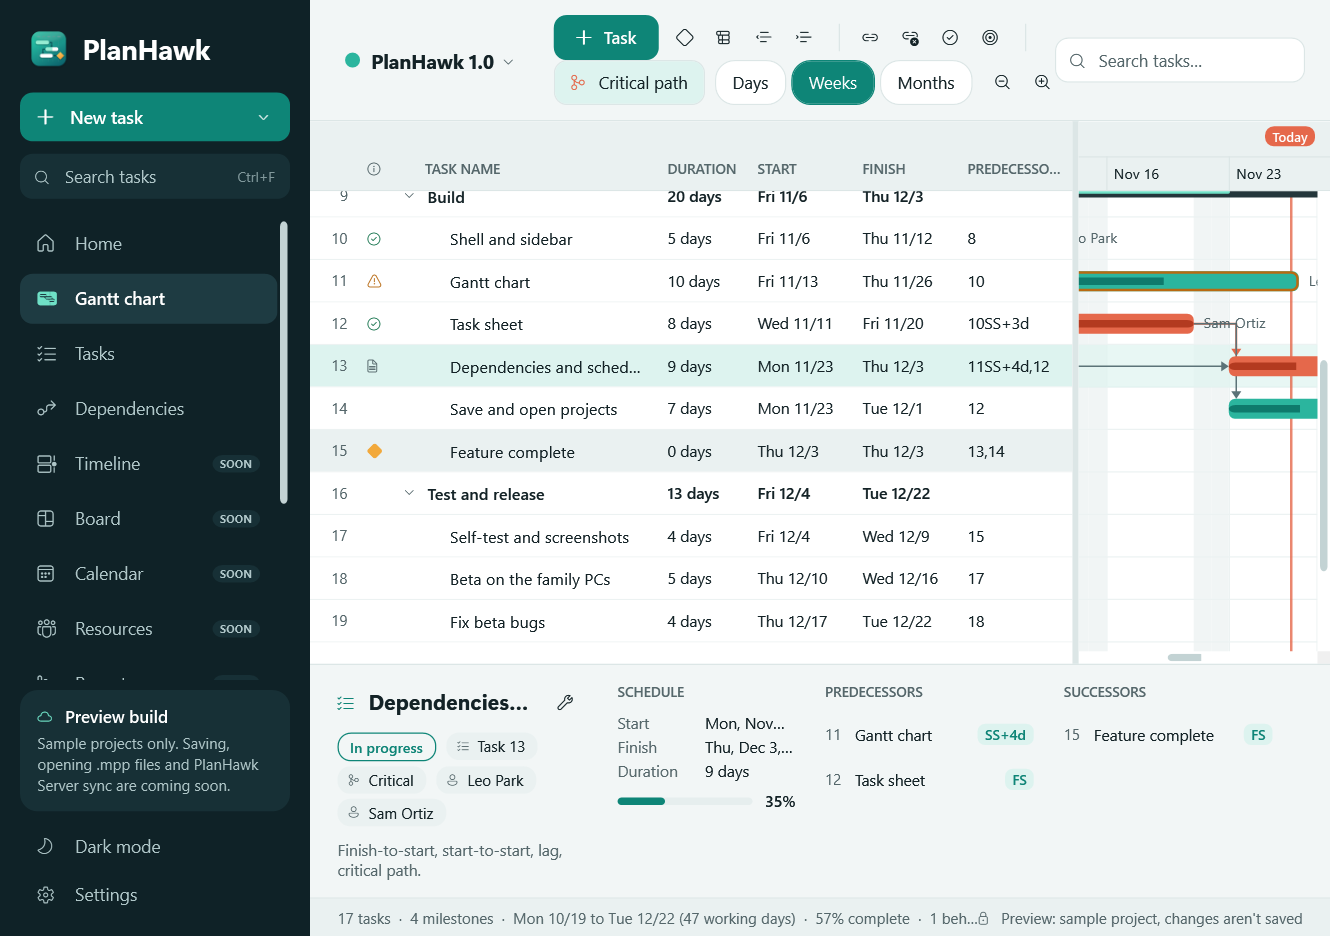 PlanHawk
New task
Search tasks Ctrl+F
Home
Gantt chart
Tasks
Dependencies
Timeline SOON
Board SOON
Calendar SOON
Resources SOON
Preview build
Sample projects only. Saving,
opening .mpp files and PlanHawk
Server sync are coming soon.
Dark mode
Settings
PlanHawk 1.0
Task
Critical path Days Weeks Months
Search tasks...
Today
TASK NAME DURATION START FINISH PREDECESSO...
Nov 16 Nov 23
9 Build 20 days Fri 11/6 Thu 12/3
10 Shell and sidebar 5 days Fri 11/6 Thu 11/12 8
o Park
11 Gantt chart 10 days Fri 11/13 Thu 11/26 10
12 Task sheet 8 days Wed 11/11 Fri 11/20 10SS+3d
Sam Ortiz
13 Dependencies and sched... 9 days Mon 11/23 Thu 12/3 11SS+4d,12
14 Save and open projects 7 days Mon 11/23 Tue 12/1 12
15 Feature complete 0 days Thu 12/3 Thu 12/3 13,14
16 Test and release 13 days Fri 12/4 Tue 12/22
17 Self-test and screenshots 4 days Fri 12/4 Wed 12/9 15
18 Beta on the family PCs 5 days Thu 12/10 Wed 12/16 17
19 Fix beta bugs 4 days Thu 12/17 Tue 12/22 18
Dependencies...
In progress Task 13
Critical Leo Park
Sam Ortiz
Finish-to-start, start-to-start, lag,
critical path.
SCHEDULE
Start Mon, Nov...
Finish Thu, Dec 3,...
Duration 9 days
35%
PREDECESSORS
11 Gantt chart SS+4d
12 Task sheet FS
SUCCESSORS
15 Feature complete FS
17 tasks · 4 milestones · Mon 10/19 to Tue 12/22 (47 working days) · 57% complete · 1 beh... Preview: sample project, changes aren't saved